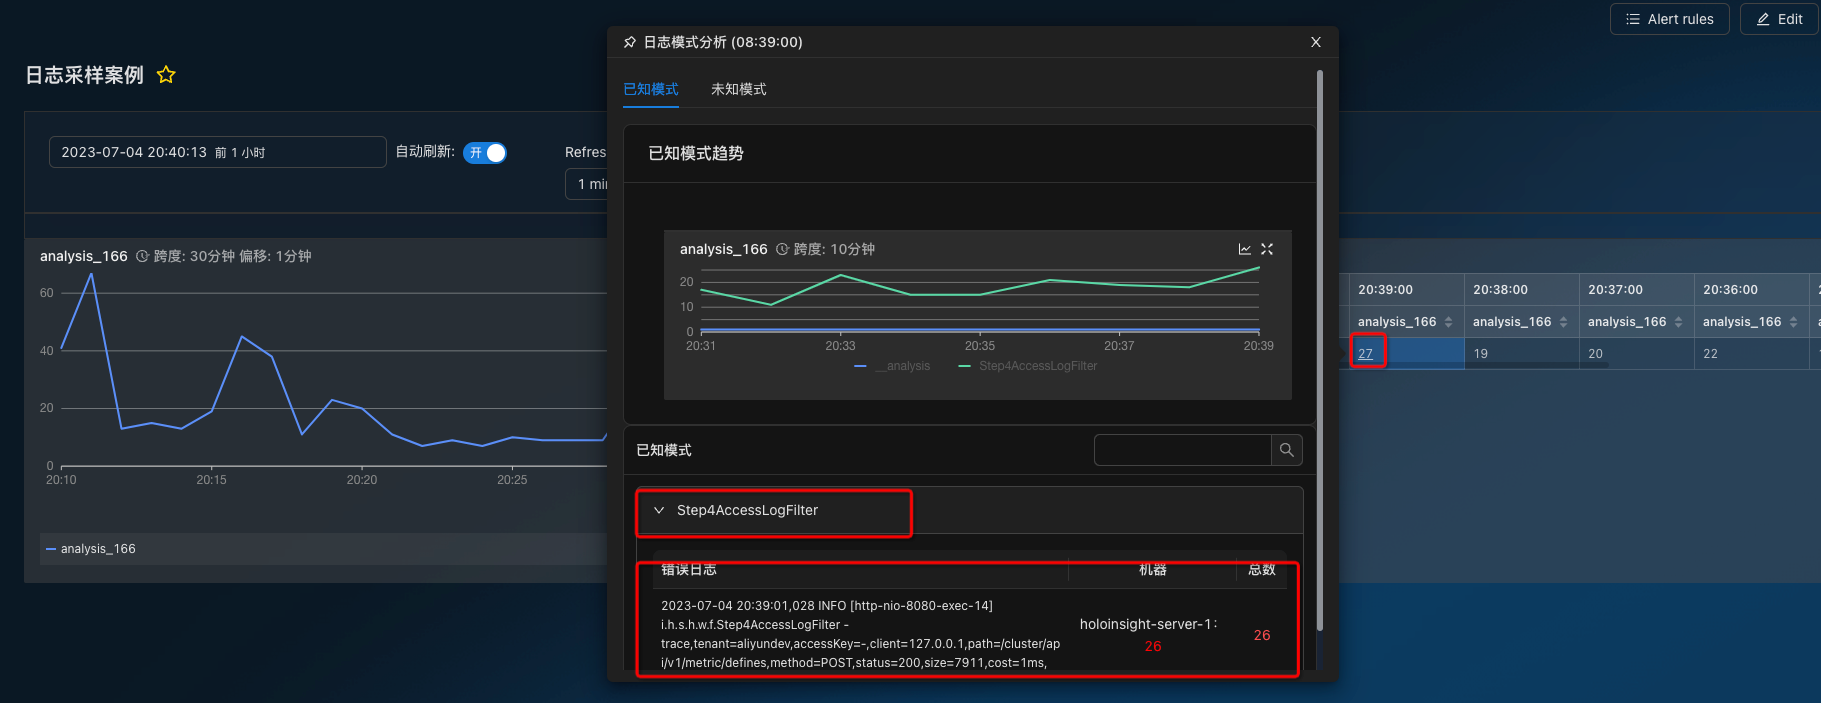 Alert rules
Edit
日志采样案例
2023-07-04 20:40:13 前 1 小时
自动刷新:
开
Refres
1 min
analysis_166 跨度: 30分钟 偏移: 1分钟
60
40
20
0
20:10 20:15 20:20 20:25
analysis_166
日志模式分析 (08:39:00)
X
已知模式 未知模式
已知模式趋势
analysis_166 跨度: 10分钟
20
10
0
20:31 20:33 20:35 20:37 20:39
__analysis Step4AccessLogFilter
已知模式
Step4AccessLogFilter
错误日志 机器 总数
2023-07-04 20:39:01,028 INFO [http-nio-8080-exec-14]
i.h.s.h.w.f.Step4AccessLogFilter -
trace,tenant=aliyundev,accessKey=-,client=127.0.0.1,path=/cluster/ap
i/v1/metric/defines,method=POST,status=200,size=7911,cost=1ms,
holoinsight-server-1:
26
26
20:39:00 20:38:00 20:37:00 20:36:00
analysis_166 analysis_166 analysis_166 analysis_166
27 19 20 22